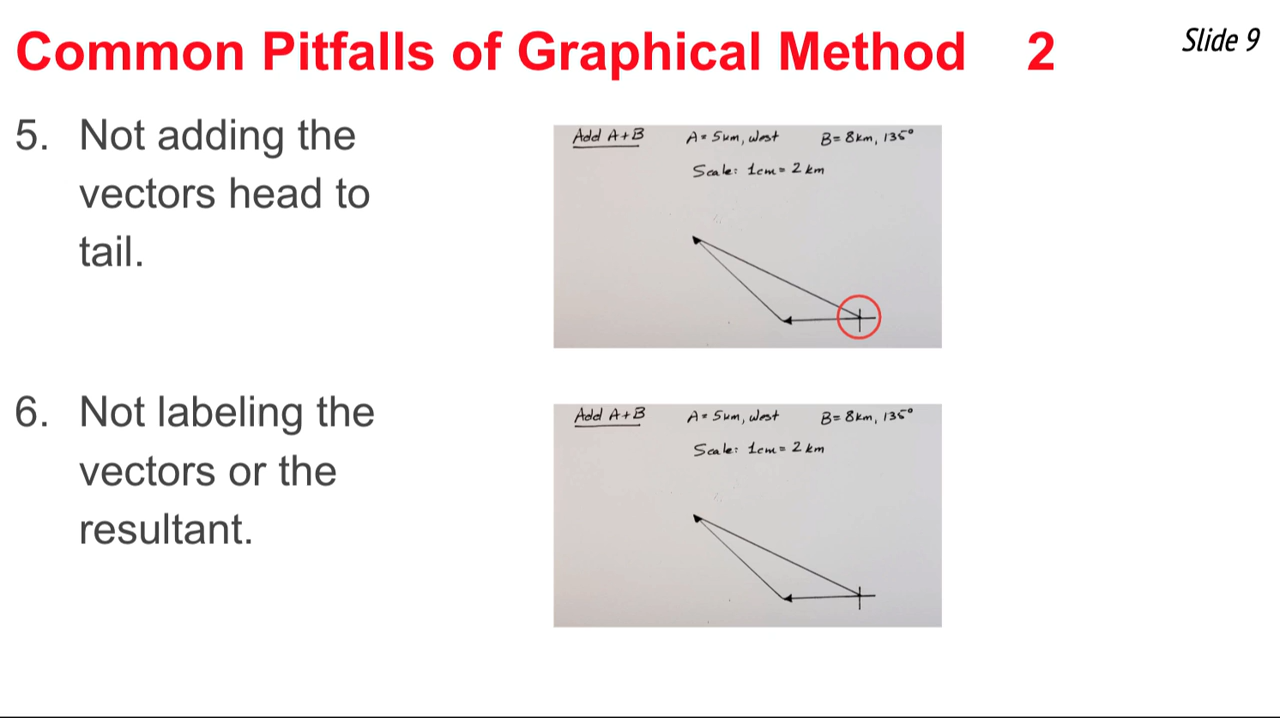 Common Pitfalls of Graphical Method 2
Slide 9
5. Not adding the
vectors head to
tail.
Add A+B A= 5km, West B= 8km, 135°
Scale: 1cm = 2 km
6. Not labeling the
vectors or the
resultant.
Add A+B A= 5km, West B= 8km, 135°
Scale: 1cm = 2 km